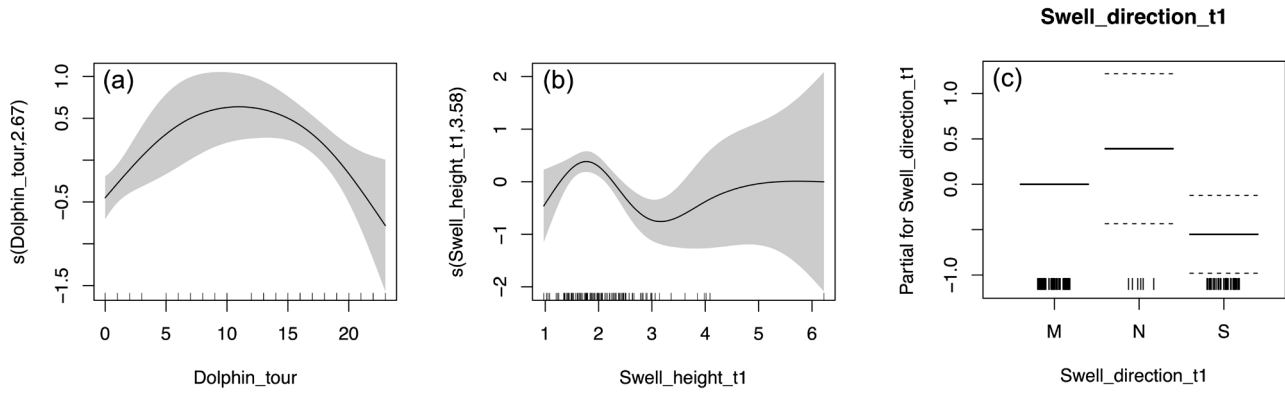 Swell_direction_t1
(a)
s(Dolphin_tour,2.67)
1.0
0.5
−0.5
−1.5
0
5
10
15
20
Dolphin_tour
(b)
s(Swell_height_t1,3.58)
2
1
0
−1
−2
1
2
3
4
5
6
Swell_height_t1
(c)
Partial for Swell_direction_t1
1.0
0.5
0.0
−1.0
M
N
S
Swell_direction_t1